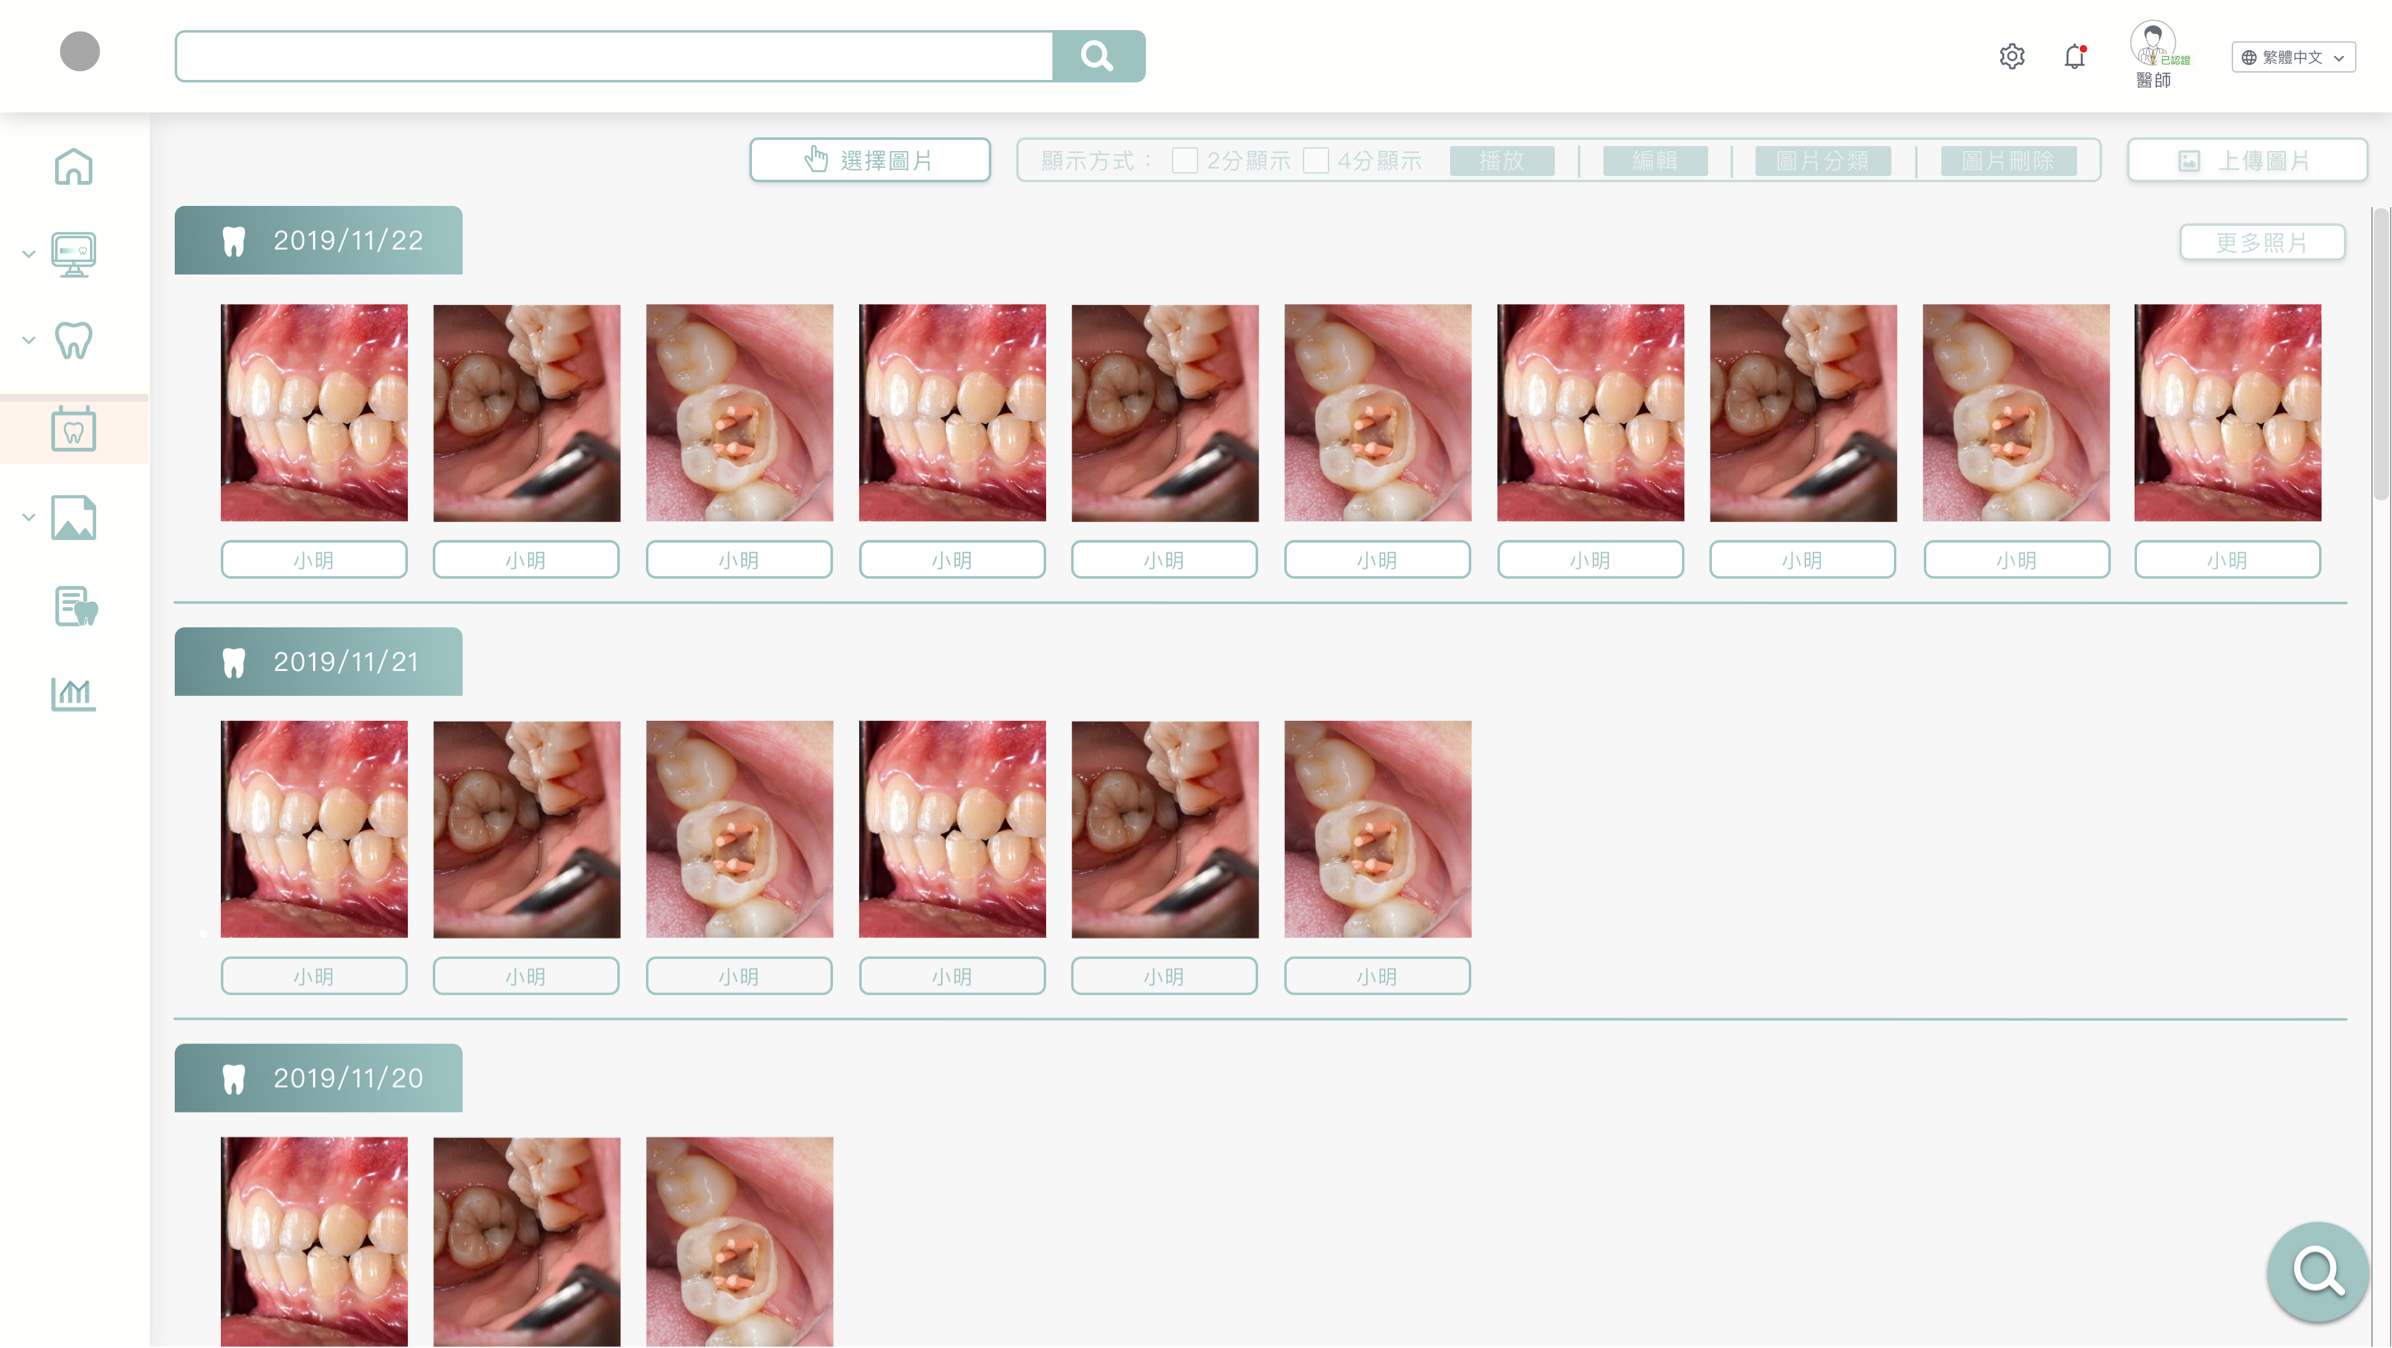 已認證
醫師
繁體中文
選擇圖片
顯示方式：
2分顯示
4分顯示
播放
編輯
圖片分類
圖片刪除
上傳圖片
2019/11/22
更多照片
小明
小明
小明
小明
小明
小明
小明
小明
小明
小明
2019/11/21
小明
小明
小明
小明
小明
小明
2019/11/20